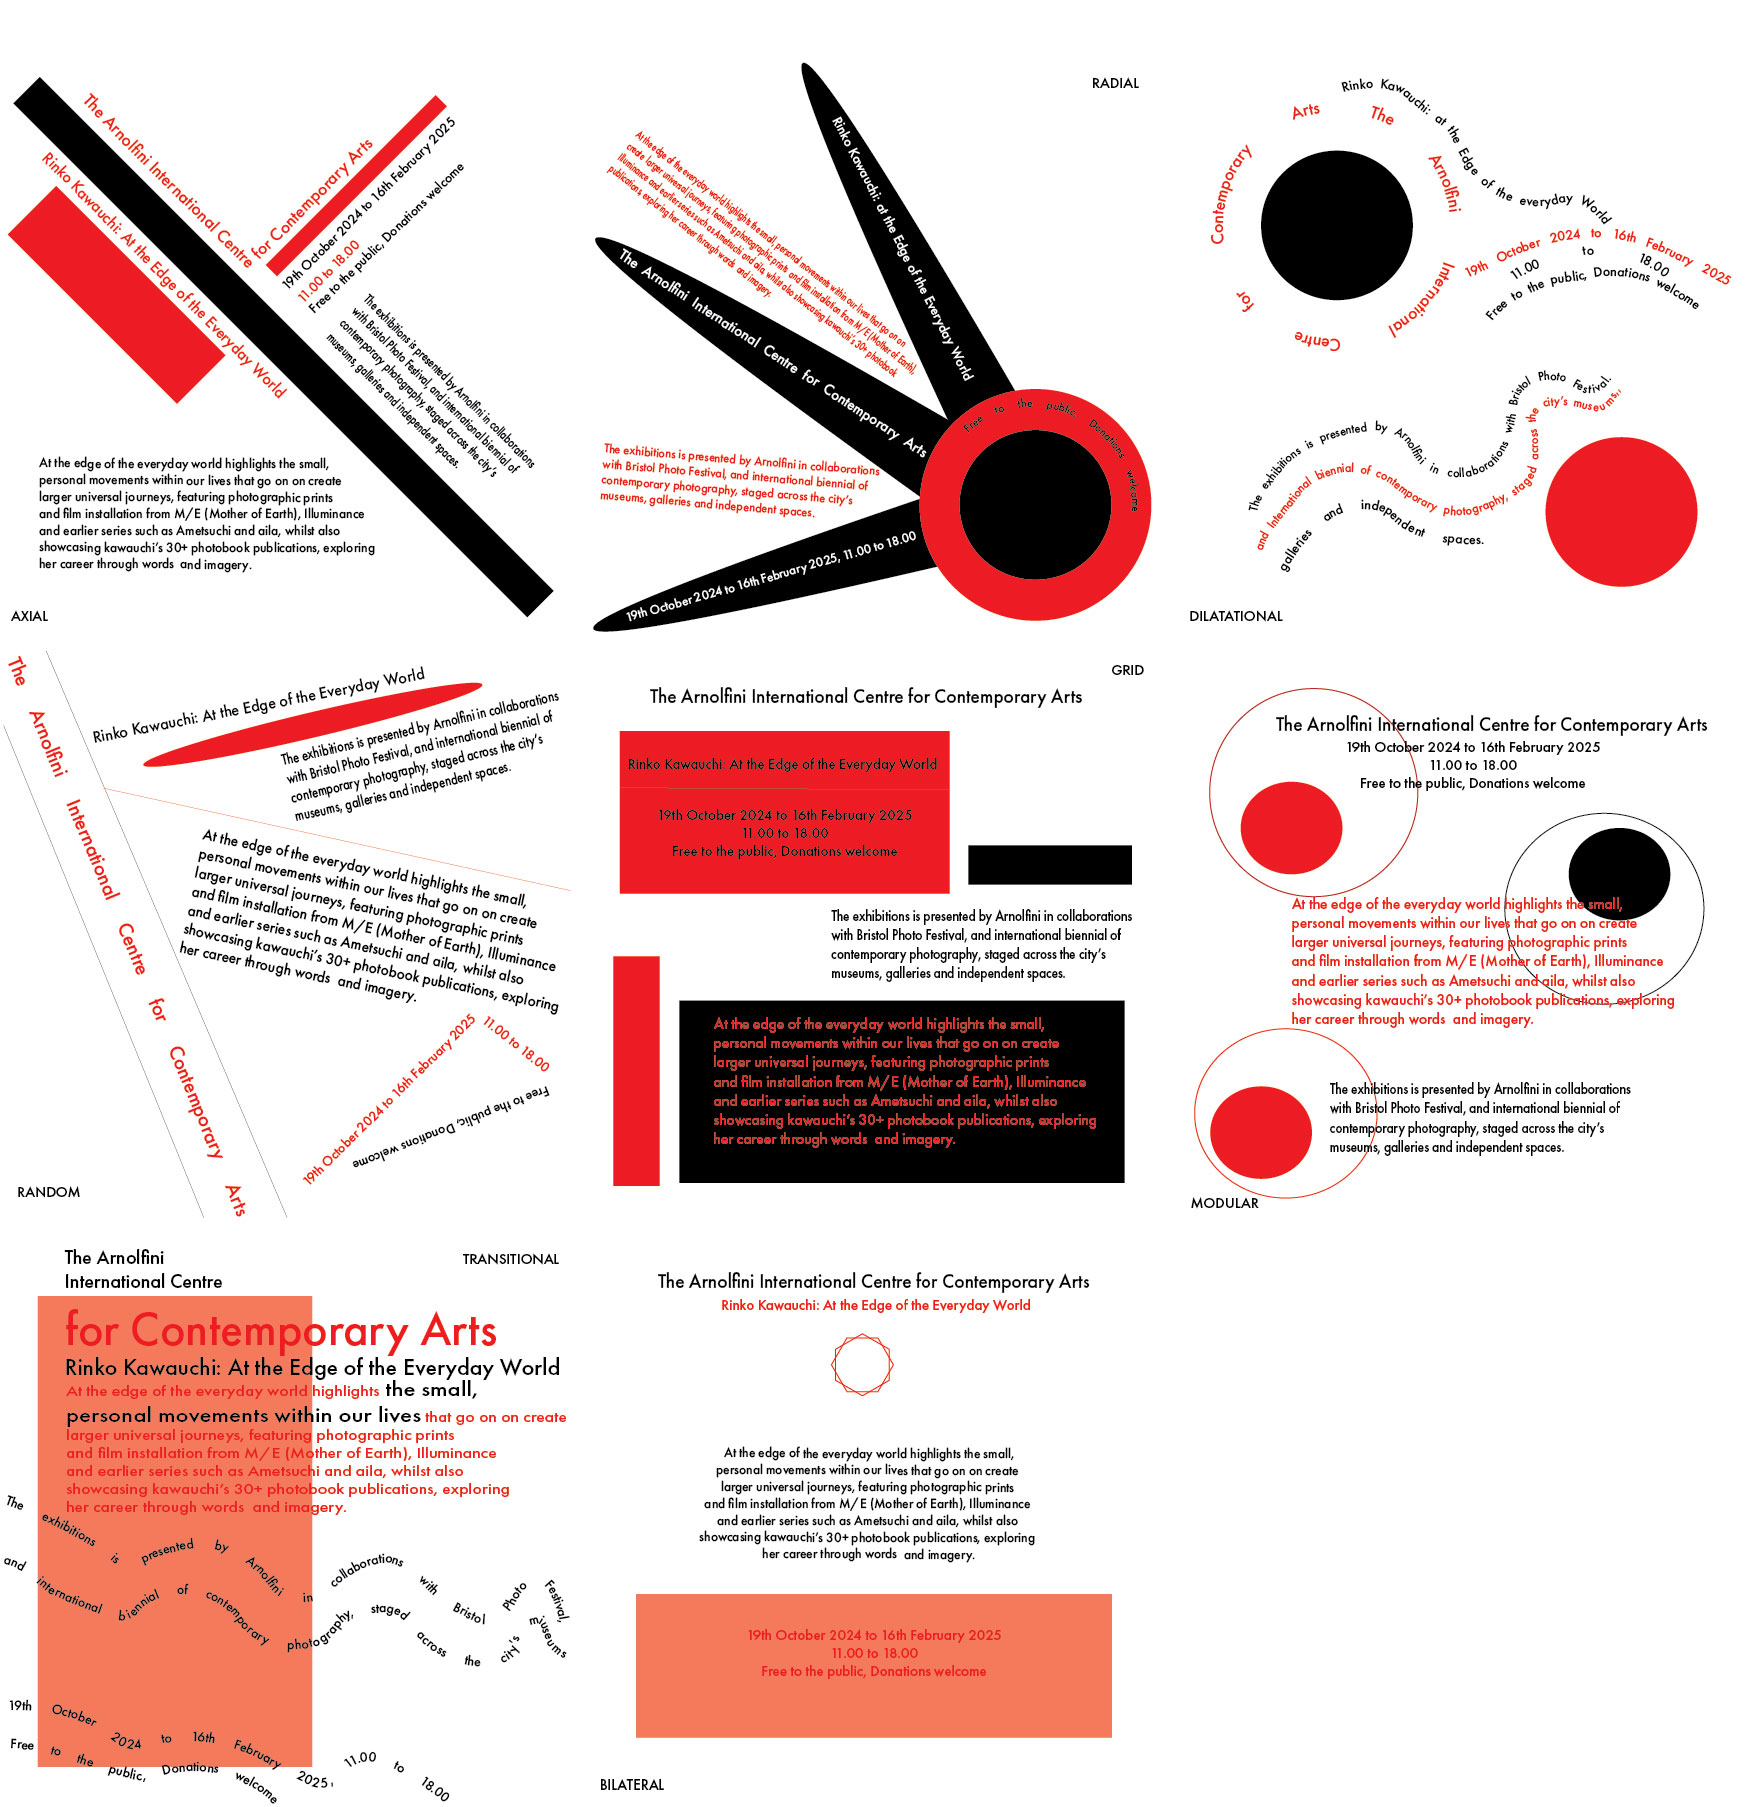 The Arnolfini International Centre
for Contemporary Arts
Rinko Kawauchi: At the Edge of the Everyday World
19th October 2024 to 16th February 2025
11.00 to 18.00
Free to the public, Donations welcome
The exhibitions is presented by Arnolfini in collaborations
with Bristol Photo Festival, and international biennial of
contemporary photography, staged across the city's
museums, galleries and independent spaces.
At the edge of the everyday world highlights the small,
personal movements within our lives that go on on create
larger universal journeys, featuring photographic prints
and film installation from M/E (Mother of Earth), Illuminance
and earlier series such as Ametsuchi and aila, whilst also
showcasing kawauchi's 30+ photobook publications, exploring
her career through words and imagery.
AXIAL
RADIAL
Rinko Kawauchi: at the Edge of the Everyday World
At the edge of the everyday world highlights the small, personal movements within our lives that go on on
create larger universal journeys, featuring photographic prints and film installation from M/E (Mother of Earth),
Illuminance and earlier series such as Ametsuchi and aila, whilst also showcasing kawauchi's 30+ photobook
publications, exploring her career through words and imagery.
The Arnolfini International Centre for Contemporary Arts
Free to the public, Donations welcome
The exhibitions is presented by Arnolfini in collaborations
with Bristol Photo Festival, and international biennial of
contemporary photography, staged across the city's
museums, galleries and independent spaces.
19th October 2024 to 16th February 2025, 11.00 to 18.00
Rinko Kawauchi: at the Edge of the everyday World
The Arnolfini International Centre for Contemporary Arts
19th October 2024 to 16th February 2025
11.00 to 18.00
Free to the public, Donations welcome
The exhibitions is presented by Arnolfini in collaborations with Bristol Photo Festival.
and International biennial of contemporary photography, staged across the city's museums,,
galleries and independent spaces.
DILATATIONAL
The Arnolfini International Centre for Contemporary Arts
Rinko Kawauchi: At the Edge of the Everyday World
The exhibitions is presented by Arnolfini in collaborations
with Bristol Photo Festival, and international biennial of
contemporary photography, staged across the city's
museums, galleries and independent spaces.
At the edge of the everyday world highlights the small,
personal movements within our lives that go on on create
larger universal journeys, featuring photographic prints
and film installation from M/E (Mother of Earth), Illuminance
and earlier series such as Ametsuchi and aila, whilst also
showcasing kawauchi's 30+ photobook publications, exploring
her career through words and imagery.
19th October 2024 to 16th February 2025
11.00 to 18.00
Free to the public, Donations welcome
RANDOM
GRID
The Arnolfini International Centre for Contemporary Arts
Rinko Kawauchi: At the Edge of the Everyday World
19th October 2024 to 16th February 2025
11.00 to 18.00
Free to the public, Donations welcome
The exhibitions is presented by Arnolfini in collaborations
with Bristol Photo Festival, and international biennial of
contemporary photography, staged across the city's
museums, galleries and independent spaces.
At the edge of the everyday world highlights the small,
personal movements within our lives that go on on create
larger universal journeys, featuring photographic prints
and film installation from M/E (Mother of Earth), Illuminance
and earlier series such as Ametsuchi and aila, whilst also
showcasing kawauchi's 30+ photobook publications, exploring
her career through words and imagery.
The Arnolfini International Centre for Contemporary Arts
19th October 2024 to 16th February 2025
11.00 to 18.00
Free to the public, Donations welcome
At the edge of the everyday world highlights the small,
personal movements within our lives that go on on create
larger universal journeys, featuring photographic prints
and film installation from M/E (Mother of Earth), Illuminance
and earlier series such as Ametsuchi and aila, whilst also
showcasing kawauchi's 30+ photobook publications, exploring
her career through words and imagery.
The exhibitions is presented by Arnolfini in collaborations
with Bristol Photo Festival, and international biennial of
contemporary photography, staged across the city's
museums, galleries and independent spaces.
MODULAR
The Arnolfini
International Centre
TRANSITIONAL
for Contemporary Arts
Rinko Kawauchi: At the Edge of the Everyday World
At the edge of the everyday world highlights the small,
personal movements within our lives that go on on create
larger universal journeys, featuring photographic prints
and film installation from M/E (Mother of Earth), Illuminance
and earlier series such as Ametsuchi and aila, whilst also
showcasing kawauchi's 30+ photobook publications, exploring
her career through words and imagery.
The exhibitions is presented by Arnolfini in collaborations with Bristol Photo Festival,
and international biennial of contemporary photography, staged across the city's museums
19th October 2024 to 16th February 2025, 11.00 to 18.00
Free to the public, Donations welcome
The Arnolfini International Centre for Contemporary Arts
Rinko Kawauchi: At the Edge of the Everyday World
At the edge of the everyday world highlights the small,
personal movements within our lives that go on on create
larger universal journeys, featuring photographic prints
and film installation from M/E (Mother of Earth), Illuminance
and earlier series such as Ametsuchi and aila, whilst also
showcasing kawauchi's 30+ photobook publications, exploring
her career through words and imagery.
19th October 2024 to 16th February 2025
11.00 to 18.00
Free to the public, Donations welcome
BILATERAL